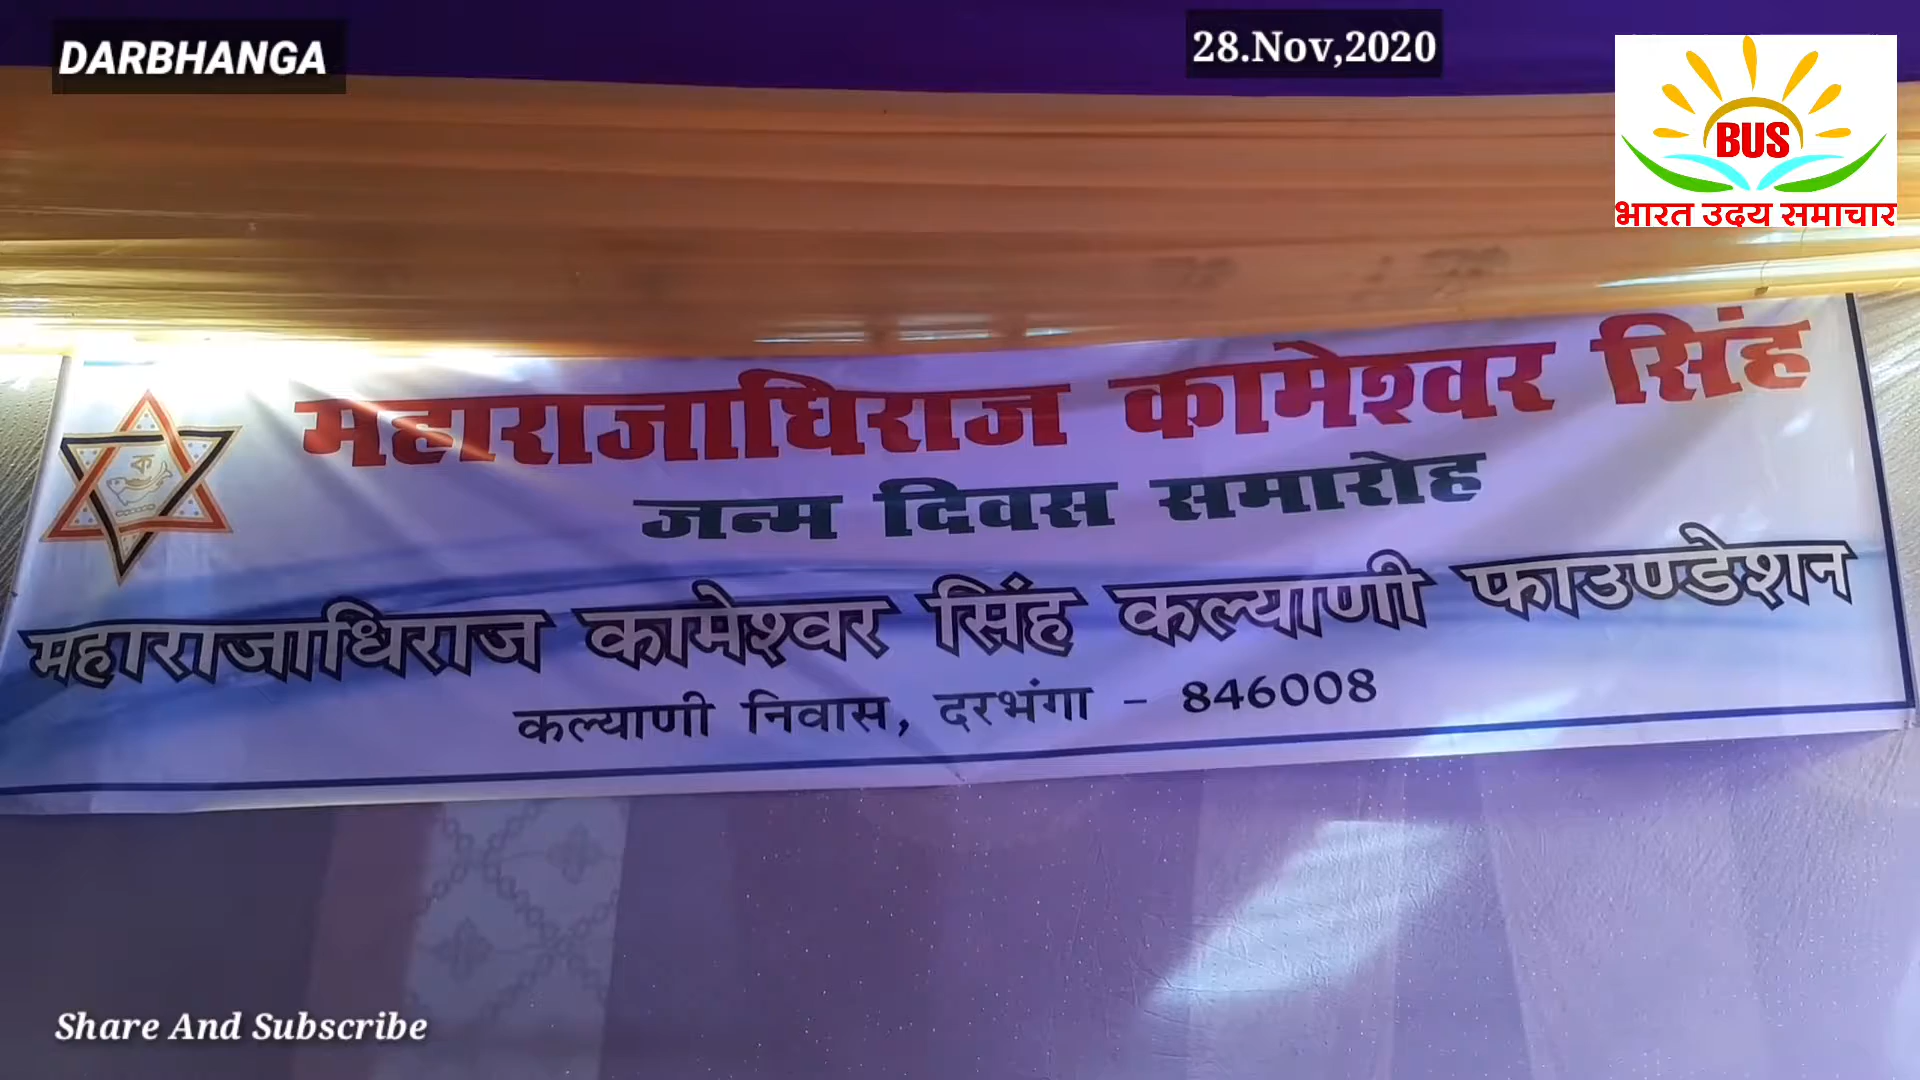 DARBHANGA
28.Nov,2020
BUS
भारत उदय समाचार
महाराजाधिराज कामेश्वर सिंह
जन्म दिवस समारोह
क
महाराजाधिराज कामेश्वर सिंह कल्याणी फाउण्डेशन
कल्याणी निवास, दरभंगा - 846008
Share And Subscribe